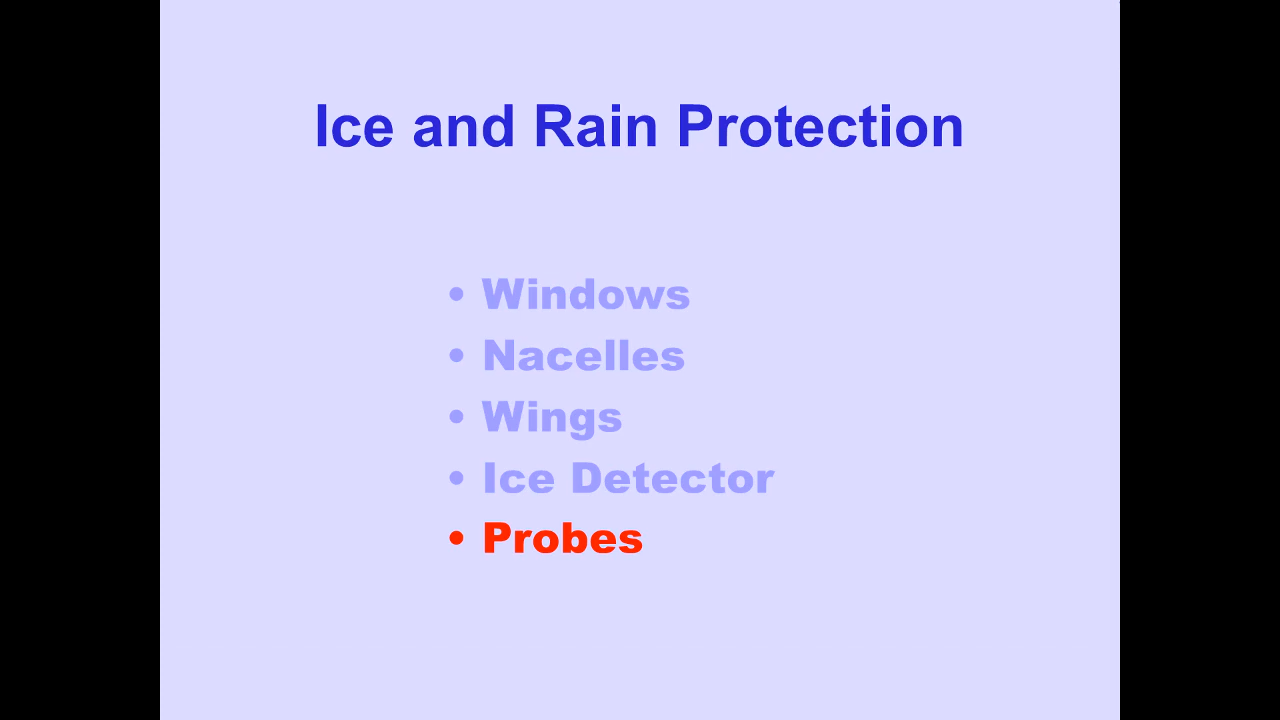 Ice and Rain Protection
• Windows
• Nacelles
• Wings
• Ice Detector
• Probes